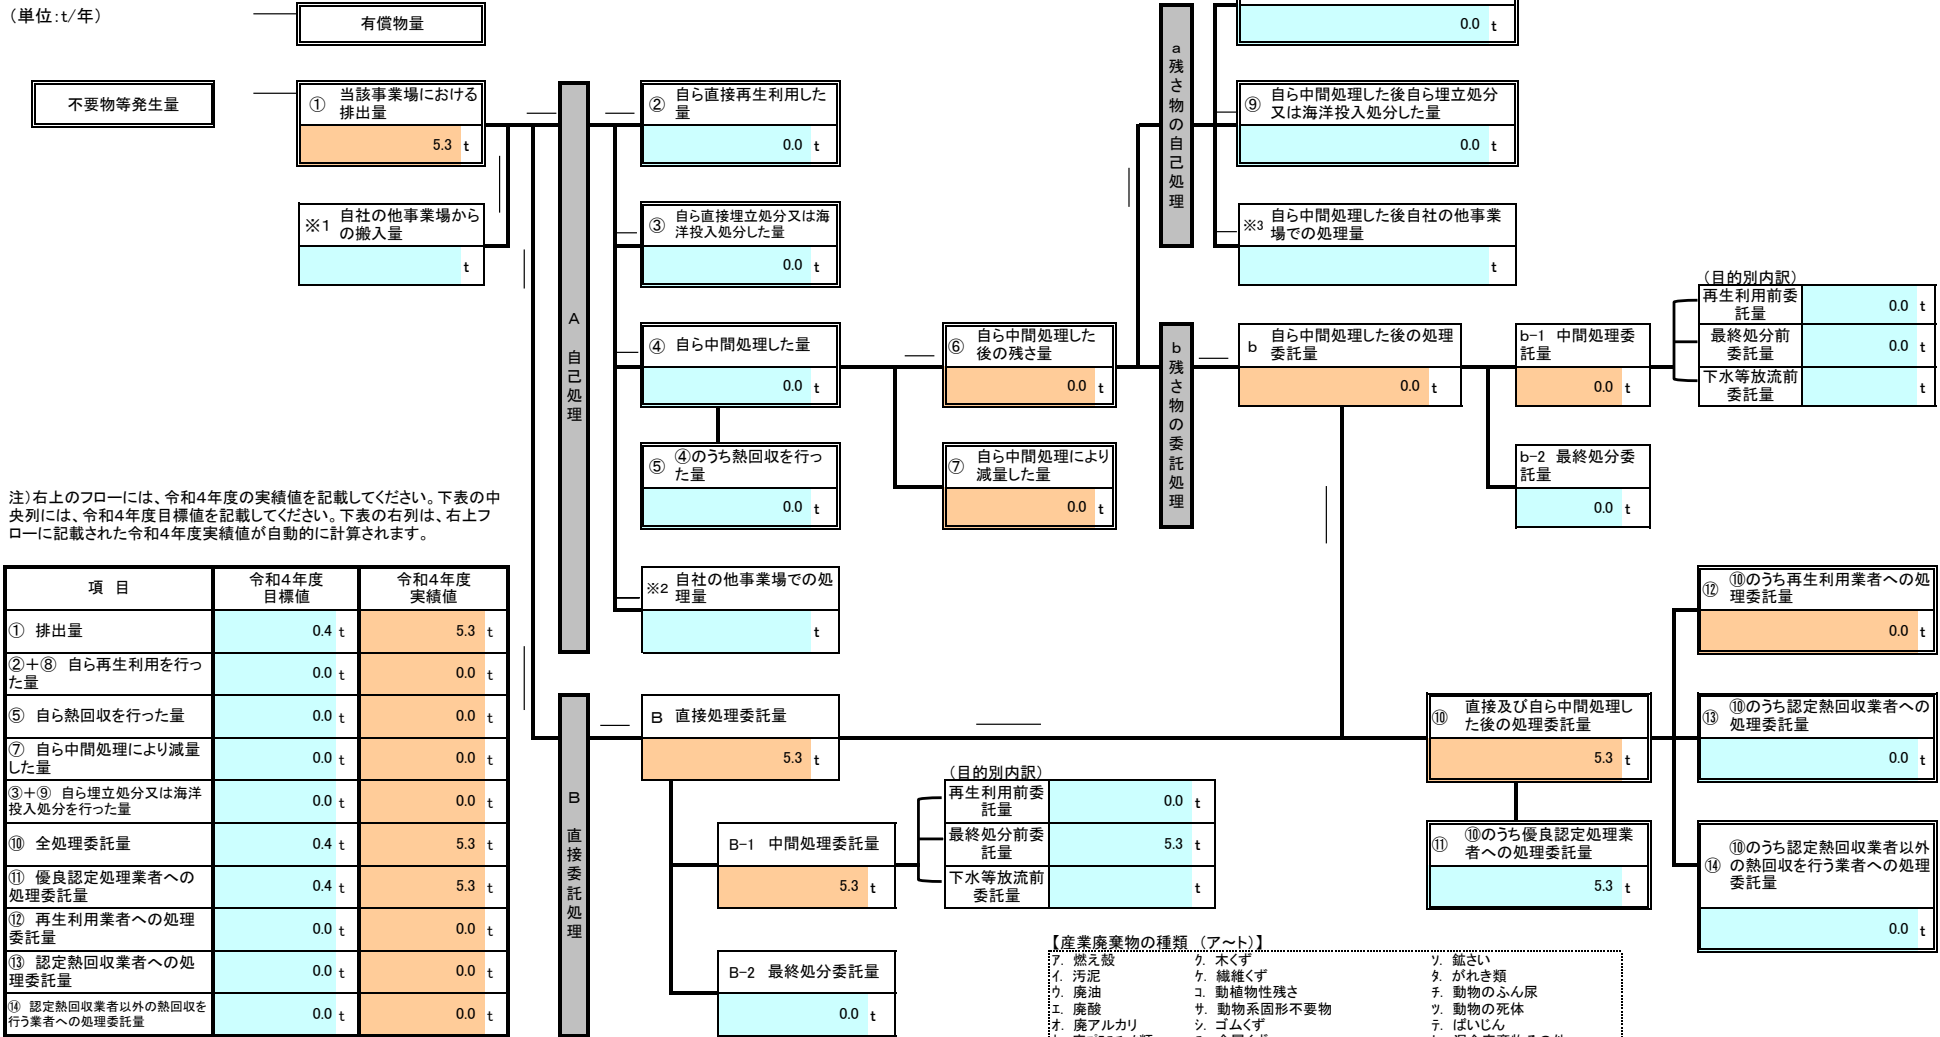 (単位:t/年)
有償物量
不要物等発生量
① 当該事業場における
排出量
5.3 t
※1 自社の他事業場から
の搬入量
t
A 自己処理
② 自ら直接再生利用した
量
0.0 t
③ 自ら直接埋立処分又は海
洋投入処分した量
0.0 t
④ 自ら中間処理した量
0.0 t
⑤ ④のうち熱回収を行っ
た量
0.0 t
※2 自社の他事業場での処
理量
t
⑥ 自ら中間処理した
後の残さ量
0.0 t
⑦ 自ら中間処理により
減量した量
0.0 t
a 残さ物の自己処理
0.0 t
⑨ 自ら中間処理した後自ら埋立処分
又は海洋投入処分した量
0.0 t
※3 自ら中間処理した後自社の他事業
場での処理量
t
b 残さ物の委託処理
b 自ら中間処理した後の処理
委託量
0.0 t
b-1 中間処理委
託量
0.0 t
b-2 最終処分委
託量
0.0 t
(目的別内訳)
再生利用前委
託量 0.0 t
最終処分前
委託量 0.0 t
下水等放流前
委託量 t
注)右上のフローには、令和4年度の実績値を記載してください。下表の中
央列には、令和4年度目標値を記載してください。下表の右列は、右上フ
ローに記載された令和4年度実績値が自動的に計算されます。
項 目 令和4年度
目標値 令和4年度
実績値
① 排出量 0.4 t 5.3 t
②+⑧ 自ら再生利用を行っ
た量 0.0 t 0.0 t
⑤ 自ら熱回収を行った量 0.0 t 0.0 t
⑦ 自ら中間処理により減量
した量 0.0 t 0.0 t
③+⑨ 自ら埋立処分又は海洋
投入処分を行った量 0.0 t 0.0 t
⑩ 全処理委託量 0.4 t 5.3 t
⑪ 優良認定処理業者への
処理委託量 0.4 t 5.3 t
⑫ 再生利用業者への処理
委託量 0.0 t 0.0 t
⑬ 認定熱回収業者への処
理委託量 0.0 t 0.0 t
⑭ 認定熱回収業者以外の熱回収を
行う業者への処理委託量 0.0 t 0.0 t
B 直接委託処理
B 直接処理委託量
5.3 t
B-1 中間処理委託量
5.3 t
B-2 最終処分委託量
0.0 t
(目的別内訳)
再生利用前委
託量 0.0 t
最終処分前委
託量 5.3 t
下水等放流前
委託量 t
⑩ 直接及び自ら中間処理し
た後の処理委託量
5.3 t
⑪ ⑩のうち優良認定処理業
者への処理委託量
5.3 t
⑫ ⑩のうち再生利用業者への処
理委託量
0.0 t
⑬ ⑩のうち認定熱回収業者への
処理委託量
0.0 t
⑭ ⑩のうち認定熱回収業者以外
の熱回収を行う業者への処理
委託量
0.0 t
【産業廃棄物の種類 (ア〜ト)】
ア. 燃え殻 ク. 木くず ソ. 鉱さい
イ. 汚泥 ケ. 繊維くず タ. がれき類
ウ. 廃油 コ. 動植物性残さ チ. 動物のふん尿
エ. 廃酸 サ. 動物系固形不要物 ツ. 動物の死体
オ. 廃アルカリ シ. ゴムくず テ. ばいじん